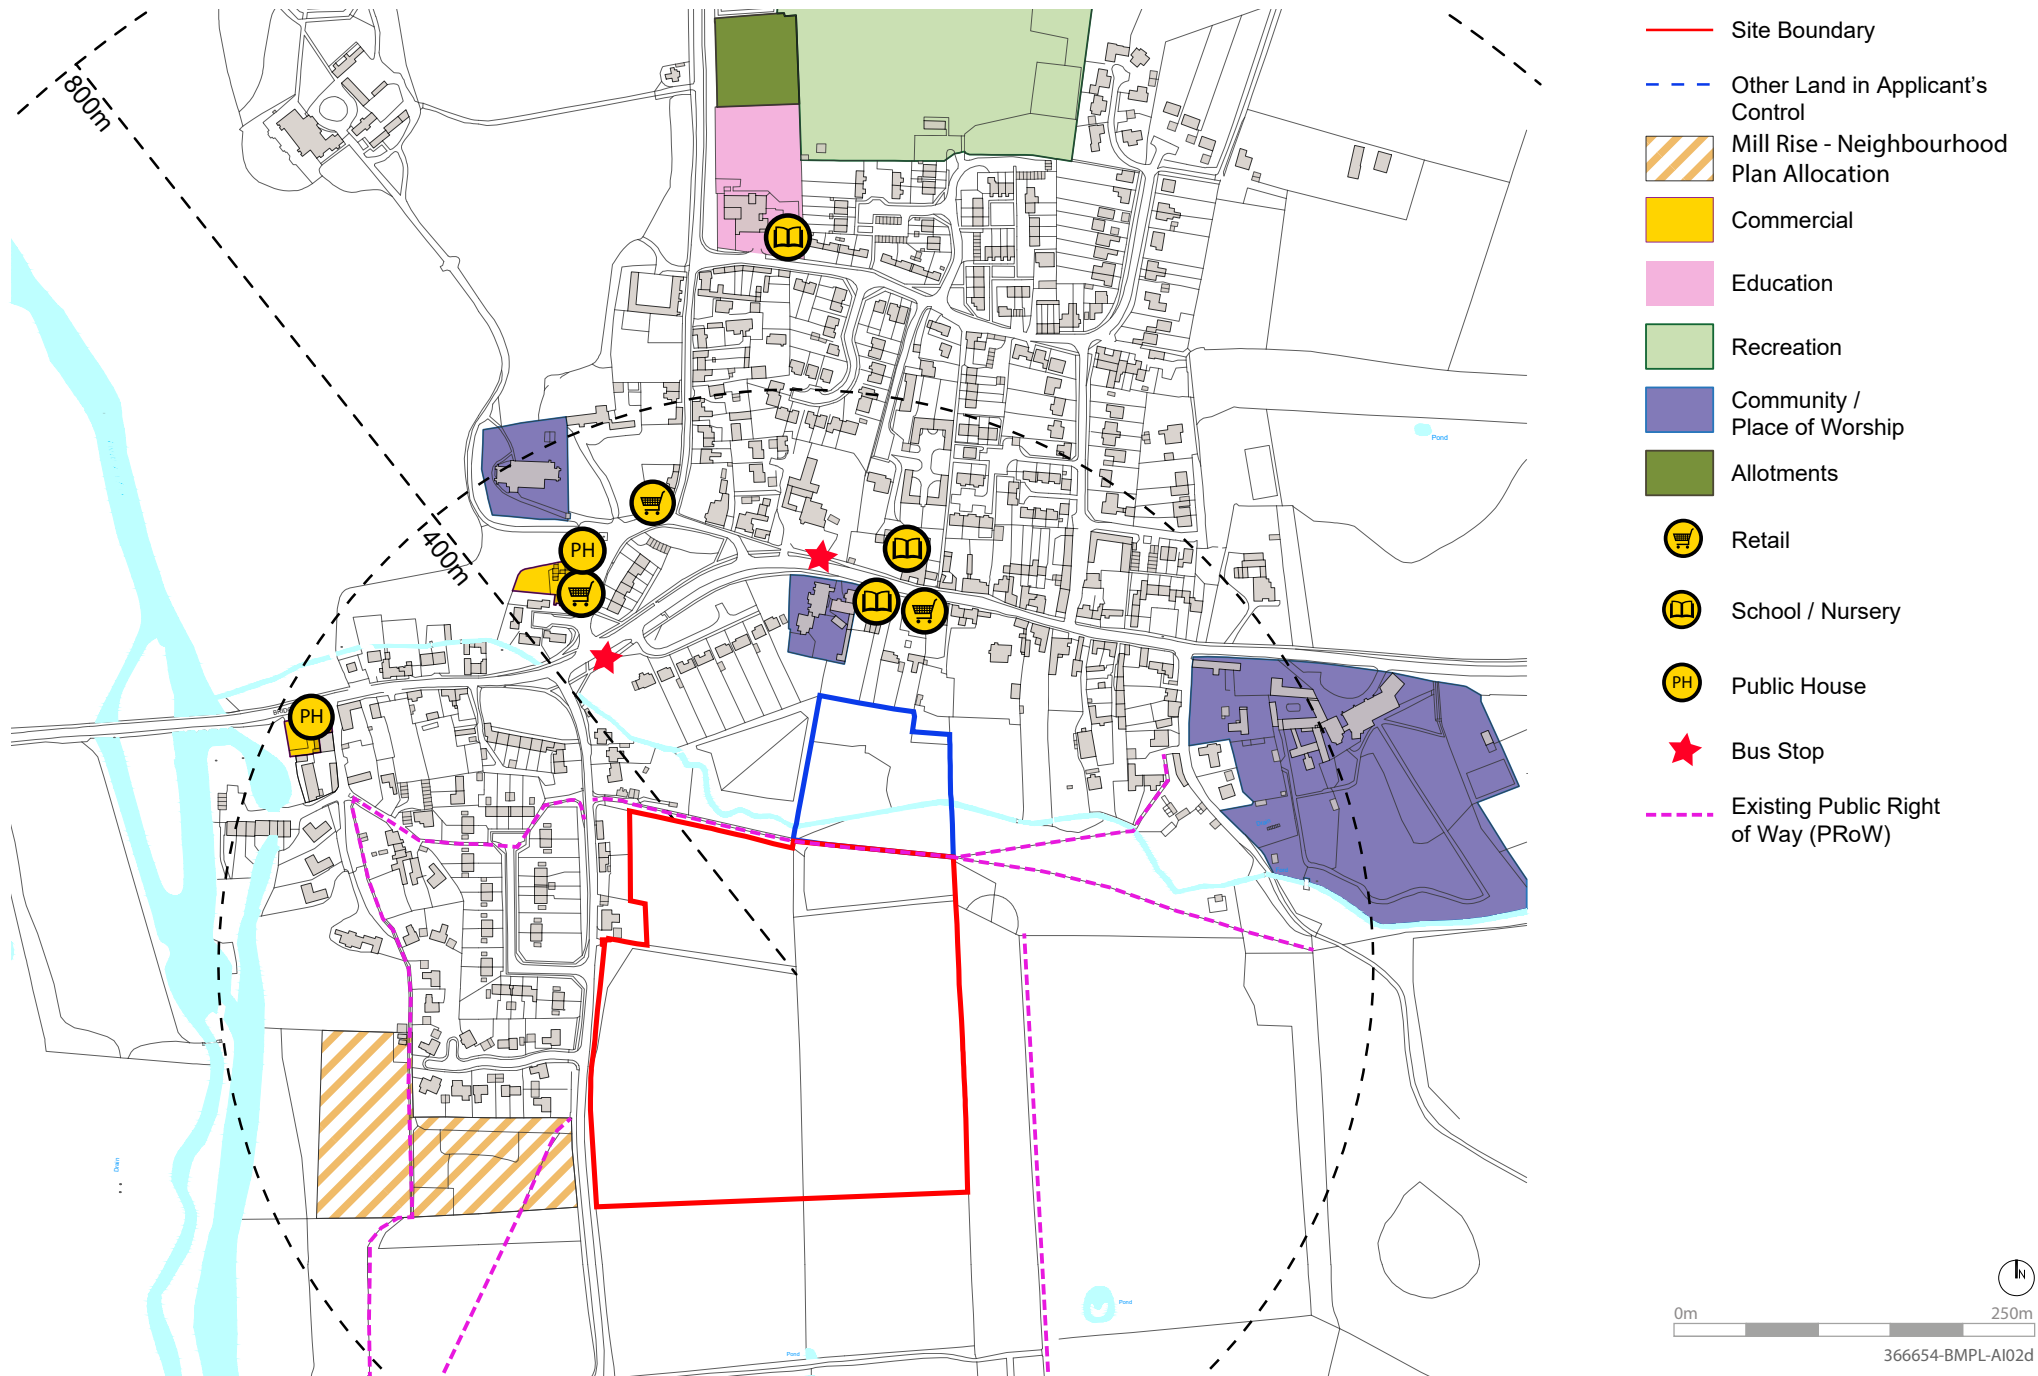 800m
400m
PH
PH
Pond
Pond
Pond
Drain
Site Boundary
Other Land in Applicant's
Control
Mill Rise - Neighbourhood
Plan Allocation
Commercial
Education
Recreation
Community /
Place of Worship
Allotments
Retail
School / Nursery
PH
Public House
Bus Stop
Existing Public Right
of Way (PRoW)
N
0m 250m
366654-BMPL-AI02d